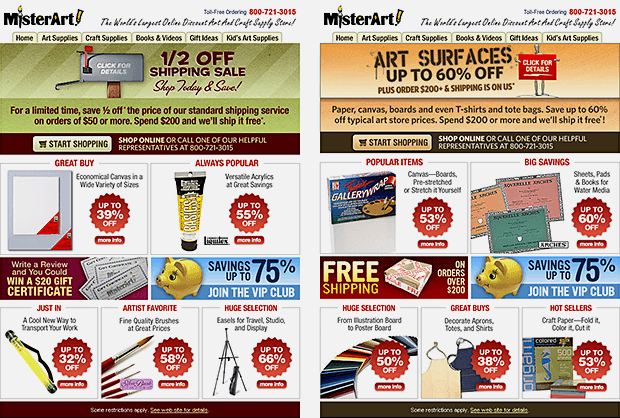 MisterArt!
Toll-Free Ordering 800-721-3015
The World's Largest Online Discount Art And Craft Supply Store!
Home Art Supplies Craft Supplies Books & Videos Gift Ideas Kid's Art Supplies
CLICK FOR
DETAILS
1/2 OFF
SHIPPING SALE
Shop Today & Save!
For a limited time, save ½ off* the price of our standard shipping service
on orders of $50 or more. Spend $200 and we'll ship it free*.
START SHOPPING
SHOP ONLINE OR CALL ONE OF OUR HELPFUL
REPRESENTATIVES AT 800-721-3015
GREAT BUY
Economical Canvas in a
Wide Variety of Sizes
UP TO
39%
OFF
more info
ALWAYS POPULAR
Versatile Acrylics
at Great Savings
BASICS
UP TO
55%
OFF
more info
liquitex
Write a Review
and You Could
WIN A $20 GIFT
CERTIFICATE
Gift Certificate
MisterArt!
SAVINGS
UP TO 75%
JOIN THE VIP CLUB
JUST IN
A Cool New Way to
Transport Your Work
UP TO
32%
OFF
more info
ARTIST FAVORITE
Fine Quality Brushes
at Great Prices
UP TO
58%
OFF
more info
HUGE SELECTION
Easels for Travel, Studio,
and Display
UP TO
66%
OFF
more info
Some restrictions apply. See web site for details.
MisterArt!
Toll-Free Ordering 800-721-3015
The World's Largest Online Discount Art And Craft Supply Store!
Home Art Supplies Craft Supplies Books & Videos Gift Ideas Kid's Art Supplies
ART SURFACES
UP TO 60% OFF
PLUS ORDER $200+ & SHIPPING IS ON US*
CLICK FOR
DETAILS
Paper, canvas, boards and even T-shirts and tote bags. Save up to 60%
off typical art store prices. Spend $200 or more and we'll ship it free*!
START SHOPPING
SHOP ONLINE OR CALL ONE OF OUR HELPFUL
REPRESENTATIVES AT 800-721-3015
POPULAR ITEMS
Canvas—Boards,
Pre-stretched
or Stretch it Yourself
GALLERYWRAP
UP TO
53%
OFF
more info
BIG SAVINGS
Sheets, Pads
& Books for
Water Media
AQUARELLE ARCHES
UP TO
60%
OFF
more info
ARCHES
FREE
SHIPPING
ON
ORDERS
OVER
$200
SAVINGS
UP TO 75%
JOIN THE VIP CLUB
HUGE SELECTION
From Illustration Board
to Poster Board
UP TO
50%
OFF
more info
GREAT BUYS
Decorate Aprons,
Totes, and Shirts
UP TO
38%
OFF
more info
HOT SELLERS
Craft Paper—Fold it,
Color it, Cut it
colored
500
UP TO
53%
OFF
more info
Some restrictions apply. See web site for details.